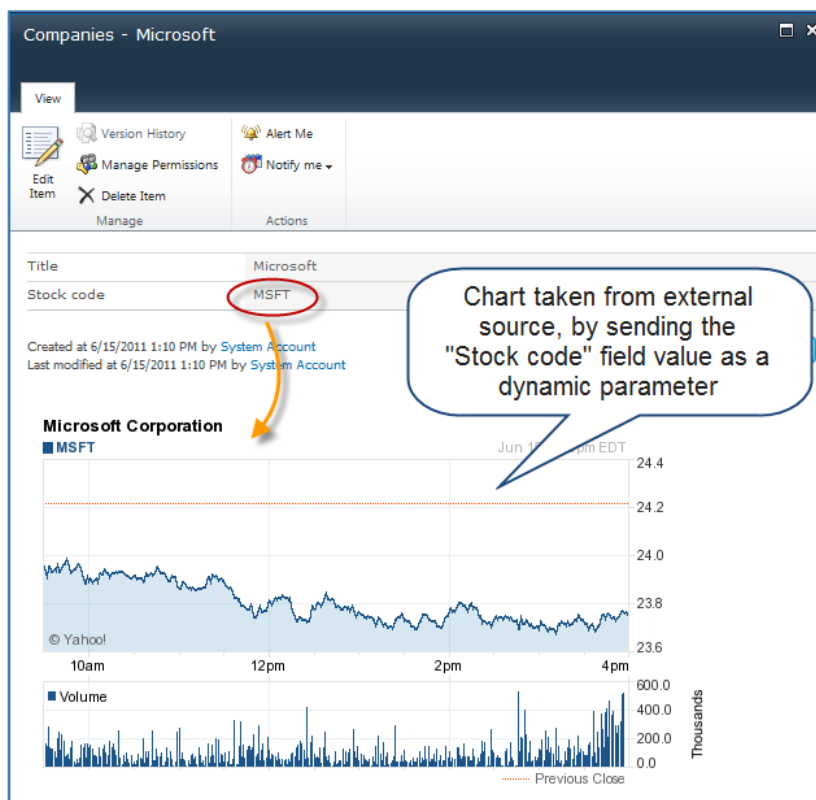 Companies - Microsoft
View
Edit
Item
Version History
Manage Permissions
Delete Item
Manage
Alert Me
Notify me
Actions
Title Microsoft
Stock code MSFT
Created at 6/15/2011 1:10 PM by System Account
Last modified at 6/15/2011 1:10 PM by System Account
Chart taken from external
source, by sending the
"Stock code" field value as a
dynamic parameter
Microsoft Corporation
MSFT
Jun pm EDT
24.4
24.2
24.0
23.8
23.6
© Yahoo!
10am 12pm 2pm 4pm
Volume
600.0
400.0
200.0
0.0
Thousands
Previous Close